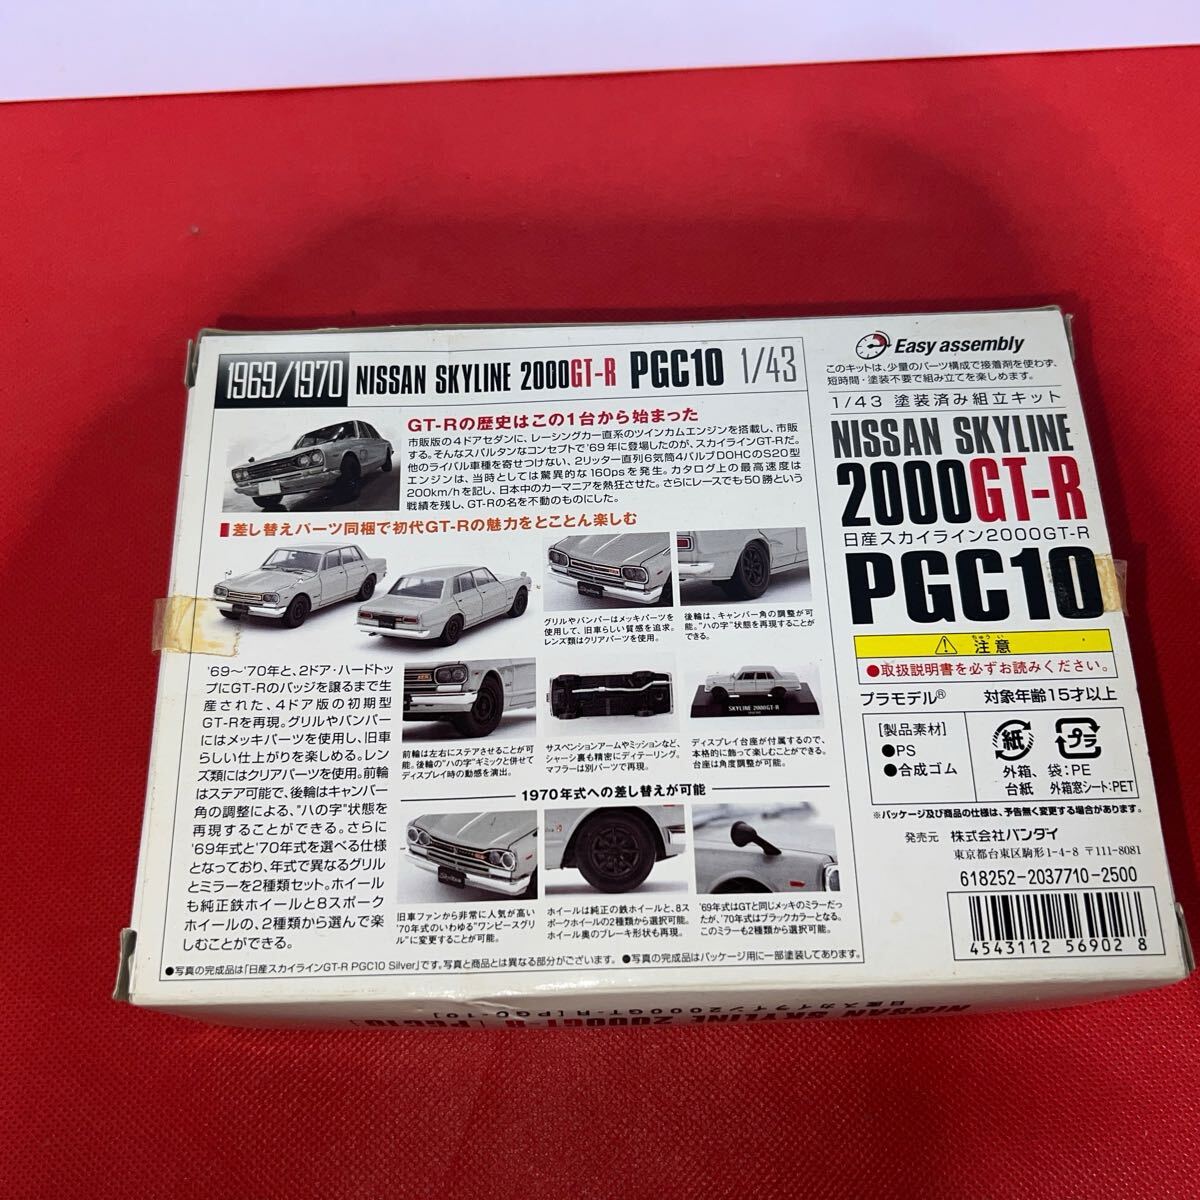 1969/1970 NISSAN SKYLINE 2000GT-R PGC10 1/43
GT-Rの歴史はこの1台から始まった
市販版の4ドアセダンに、レーシングカー直系のツインカムエンジンを搭載し、市販
する。そんなスパルタンなコンセプトで'69年に登場したのが、スカイラインGT-Rだ。
他のライバル車種を寄せつけない、2リッター直列6気筒4バルブDOHCのS20型
エンジンは、当時としては驚異的な160psを発生。カタログ上の最高速度は
200km/hを記し、日本中のカーマニアを熱狂させた。さらにレースでも50勝という
戦績を残し、GT-Rの名を不動のものにした。
差し替えパーツ同梱で初代GT-Rの魅力をとことん楽しむ
グリルやバンパーはメッキパーツを
使用して、旧車らしい質感を追求。
レンズ類はクリアパーツを使用。
後輪は、キャンバー角の調整が可
能。"ハの字"状態を再現することが
できる。
'69〜'70年と、2ドア・ハードトッ
プにGT-Rのバッジを譲るまで生
産された、4ドア版の初期型
GT-Rを再現。グリルやバンパー
にはメッキパーツを使用し、旧車
らしい仕上がりを楽しめる。レン
ズ類にはクリアパーツを使用。前輪
はステア可能で、後輪はキャンバー
角の調整による、"ハの字"状態を
再現することができる。さらに
'69年式と'70年式を選べる仕様
となっており、年式で異なるグリル
とミラーを2種類セット。ホイール
も純正鉄ホイールと8スポーク
ホイールの、2種類から選んで楽
しむことができる。
前輪は左右にステアさせることが可
能。後輪の"ハの字"ギミックと併せて
ディスプレイ時の動感を演出。
サスペンションアームやミッションなど、
シャーシ裏も精密にディテーリング。
マフラーは別パーツで再現。
SKYLINE 2000GT-R
ディスプレイ台座が付属するので、
本格的に飾って楽しむことができる。
台座は角度調整が可能。
1970年式への差し替えが可能
旧車ファンから非常に人気が高い
'70年式のいわゆる"ワンピースグリ
ル"に変更することが可能。
ホイールは純正の鉄ホイールと、8ス
ポークホイールの2種類から選択可能。
ホイール奥のブレーキ形状も再現。
'69年式はGTと同じメッキのミラーだっ
たが、'70年式はブラックカラーとなる。
このミラーも2種類から選択可能。
●写真の完成品は「日産スカイラインGT-R PGC10 Silver」です。写真と商品とは異なる部分がございます。 ●写真の完成品はパッケージ用に一部塗装してあります。
Easy assembly
このキットは、少量のパーツ構成で接着剤を使わず、
短時間・塗装不要で組み立てを楽しめます。
1/43 塗装済み組立キット
NISSAN SKYLINE
2000GT-R
日産スカイライン2000GT-R
PGC10
ちゅうい
注意
●取扱説明書を必ずお読みください。
プラモデル® 対象年齢15才以上
[製品素材]
●PS
●合成ゴム
紙
プラ
外箱、
台紙
袋:PE
外箱窓シート:PET
※パッケージ及び商品の仕様は、予告無く変更する場合があります。
発売元 株式会社バンダイ
東京都台東区駒形1-4-8 〒111-8081
618252-2037710-2500
4543112 56902 8
NISSAN SKYLINE 2000GT-R [PGC10]
日産スカイライン2000GT-R [PGC-10]
NISSAN SKYLINE 2000GT-R [PGC10]